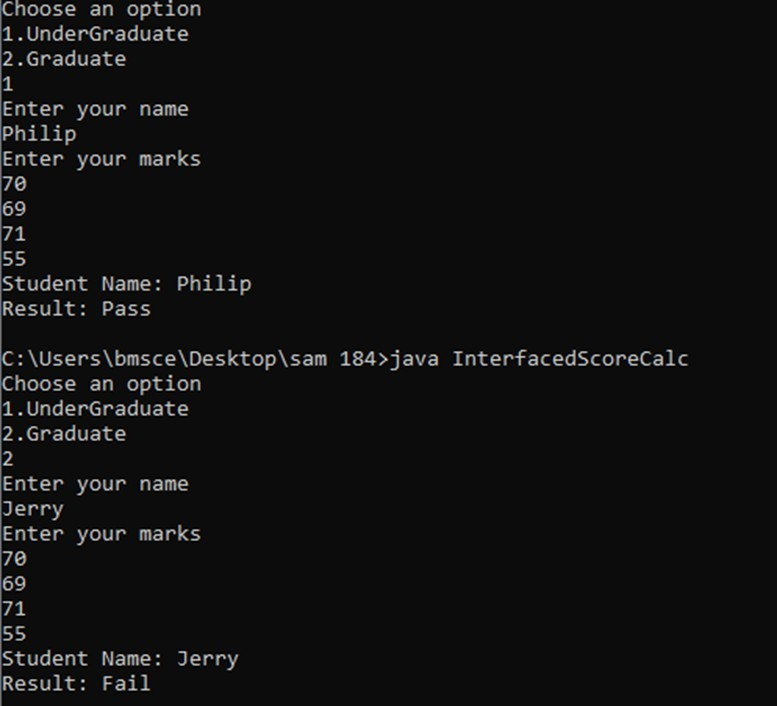 Choose an option
1.UnderGraduate
2.Graduate
1
Enter your name
Philip
Enter your marks
70
69
71
55
Student Name: Philip
Result: Pass
C:\Users\bmsce\Desktop\sam 184>java InterfacedScoreCalc
Choose an option
1.UnderGraduate
2.Graduate
2
Enter your name
Jerry
Enter your marks
70
69
71
55
Student Name: Jerry
Result: Fail